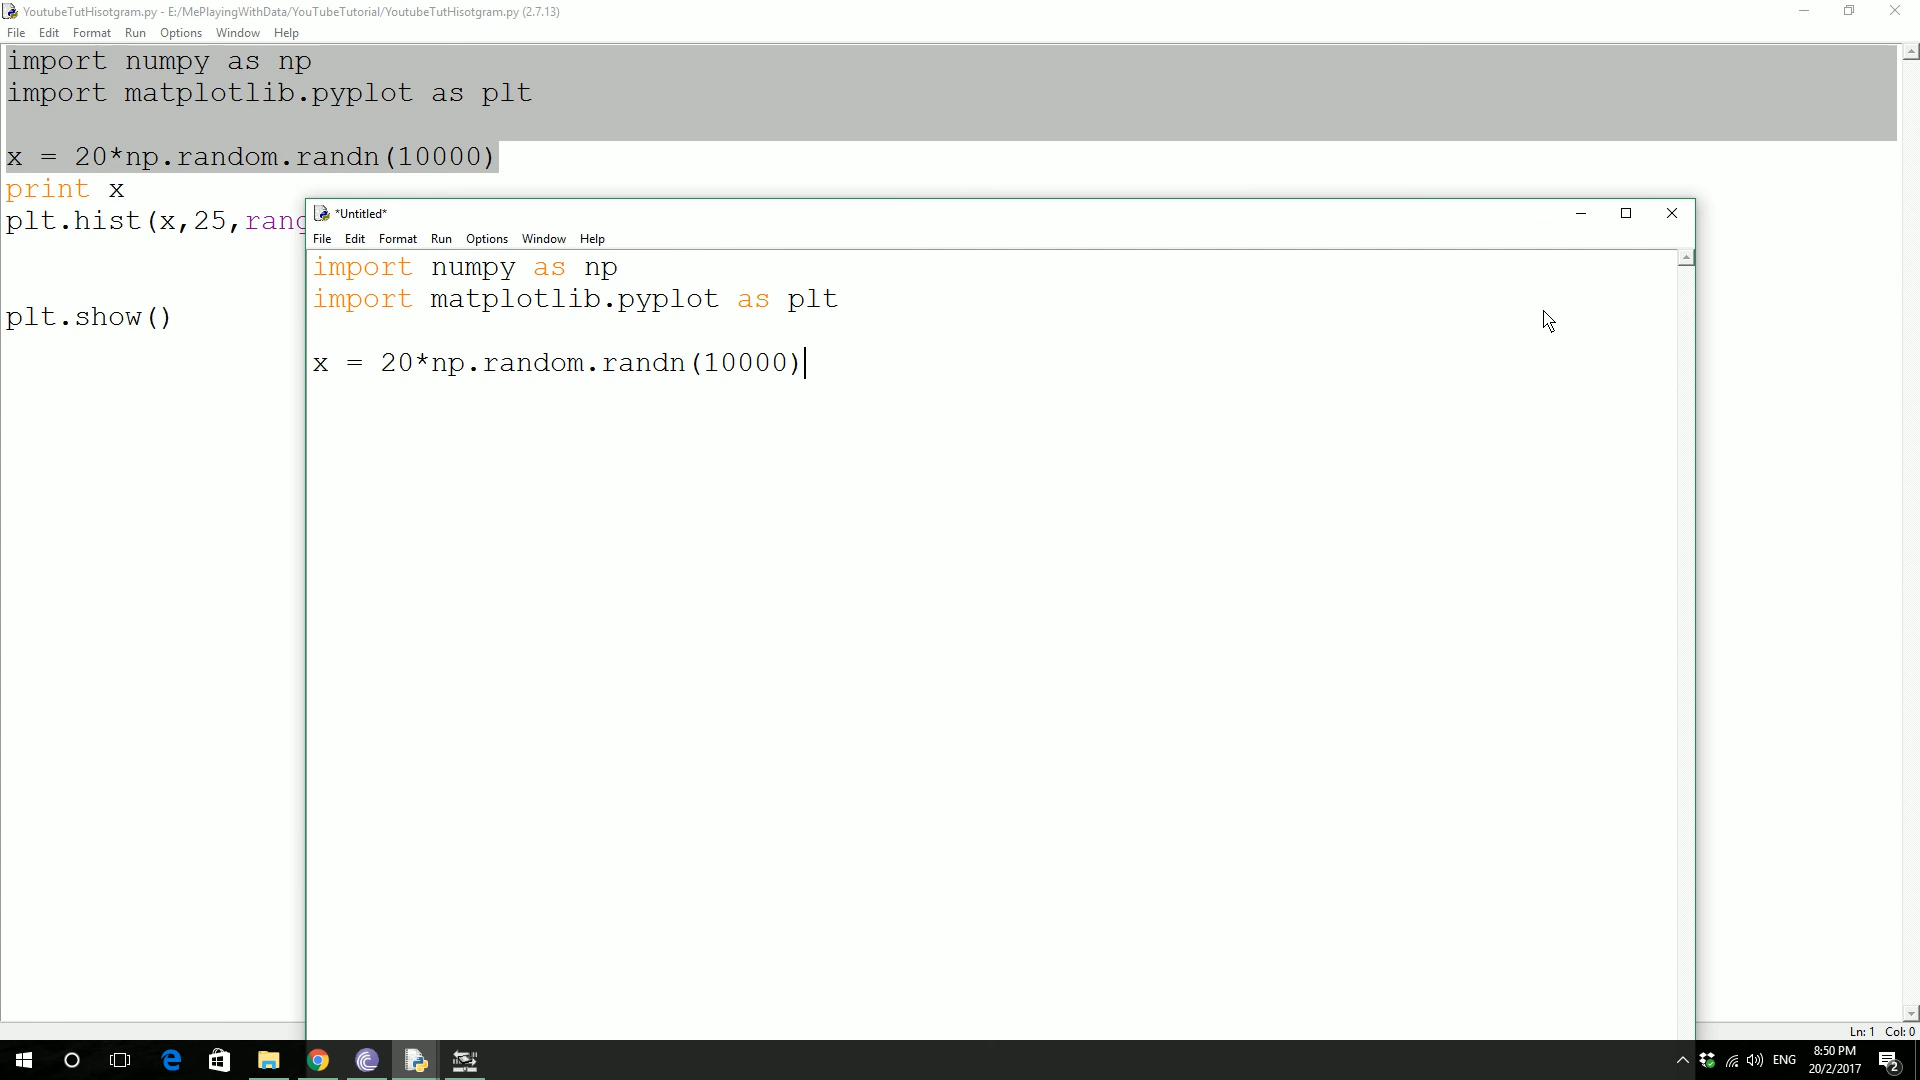 YoutubeTutHisotgram.py - E:/MePlayingWithData/YouTubeTutorial/YoutubeTutHisotgram.py (2.7.13)
File Edit Format Run Options Window Help
import numpy as np
import matplotlib.pyplot as plt
x = 20*np.random.randn(10000)
print x
plt.hist(x,25,rang
plt.show()
*Untitled*
File Edit Format Run Options Window Help
import numpy as np
import matplotlib.pyplot as plt
x = 20*np.random.randn(10000)
Ln: 1 Col: 0
ENG
8:50 PM
20/2/2017
2